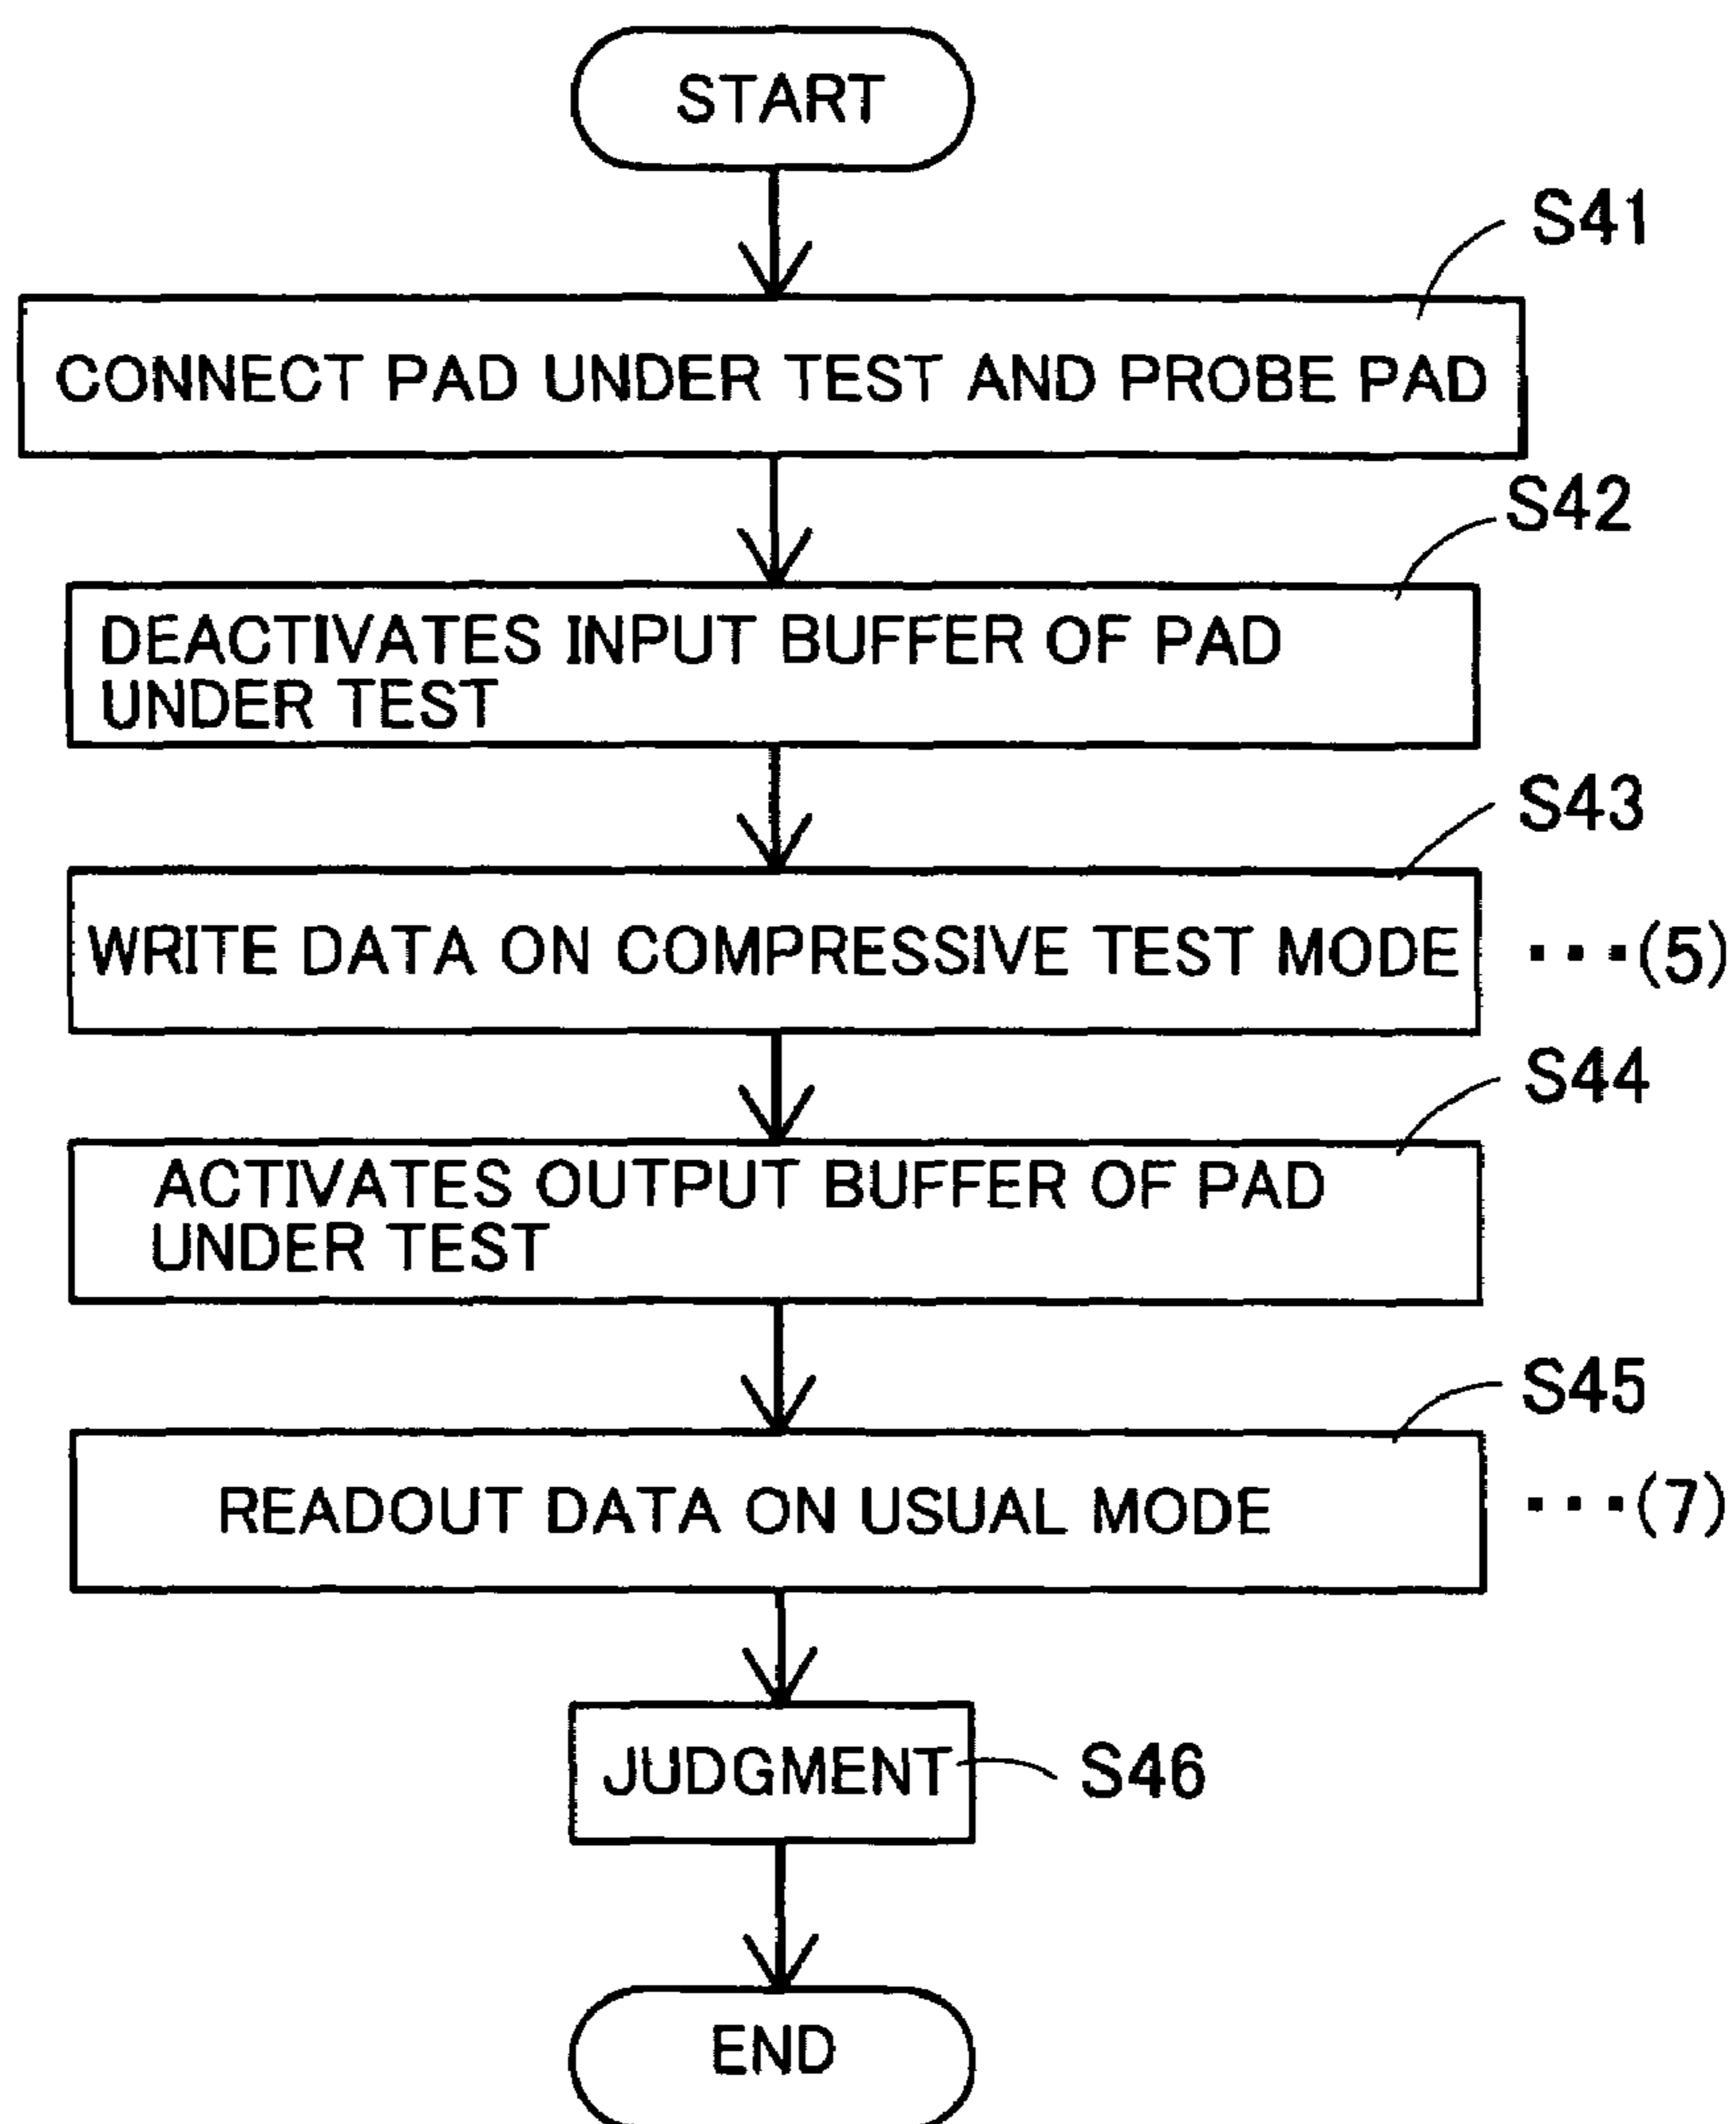 START
S41
CONNECT PAD UNDER TEST AND PROBE PAD
S42
DEACTIVATES INPUT BUFFER OF PAD
UNDER TEST
S43
WRITE DATA ON COMPRESSIVE TEST MODE ···(5)
S44
ACTIVATES OUTPUT BUFFER OF PAD
UNDER TEST
S45
READOUT DATA ON USUAL MODE ···(7)
JUDGMENT S46
END